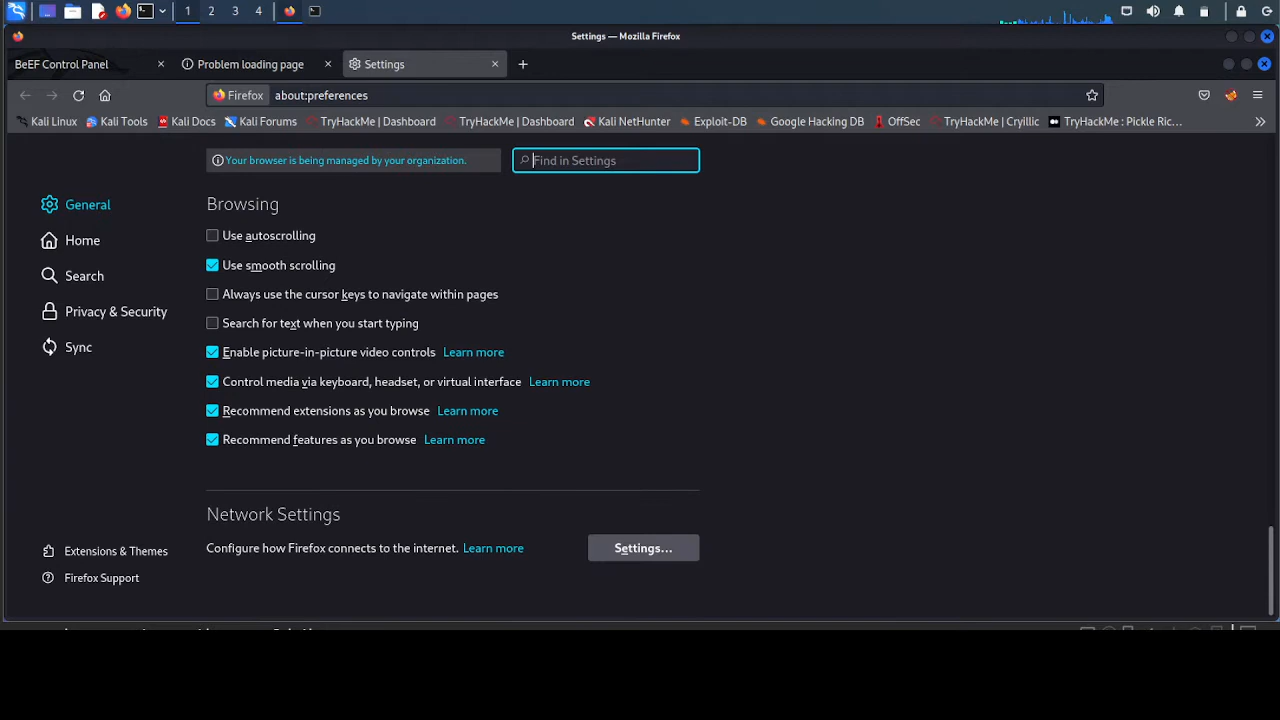 1 2 3 4
Settings — Mozilla Firefox
BeEF Control Panel
Problem loading page
Settings
Firefox about:preferences
Kali Linux Kali Tools Kali Docs Kali Forums TryHackMe | Dashboard TryHackMe | Dashboard Kali NetHunter Exploit-DB Google Hacking DB OffSec TryHackMe | Cryillic TryHackMe : Pickle Ric...
Your browser is being managed by your organization.
Find in Settings
General
Home
Search
Privacy & Security
Sync
Extensions & Themes
Firefox Support
Browsing
Use autoscrolling
Use smooth scrolling
Always use the cursor keys to navigate within pages
Search for text when you start typing
Enable picture-in-picture video controls Learn more
Control media via keyboard, headset, or virtual interface Learn more
Recommend extensions as you browse Learn more
Recommend features as you browse Learn more
Network Settings
Configure how Firefox connects to the internet. Learn more
Settings...